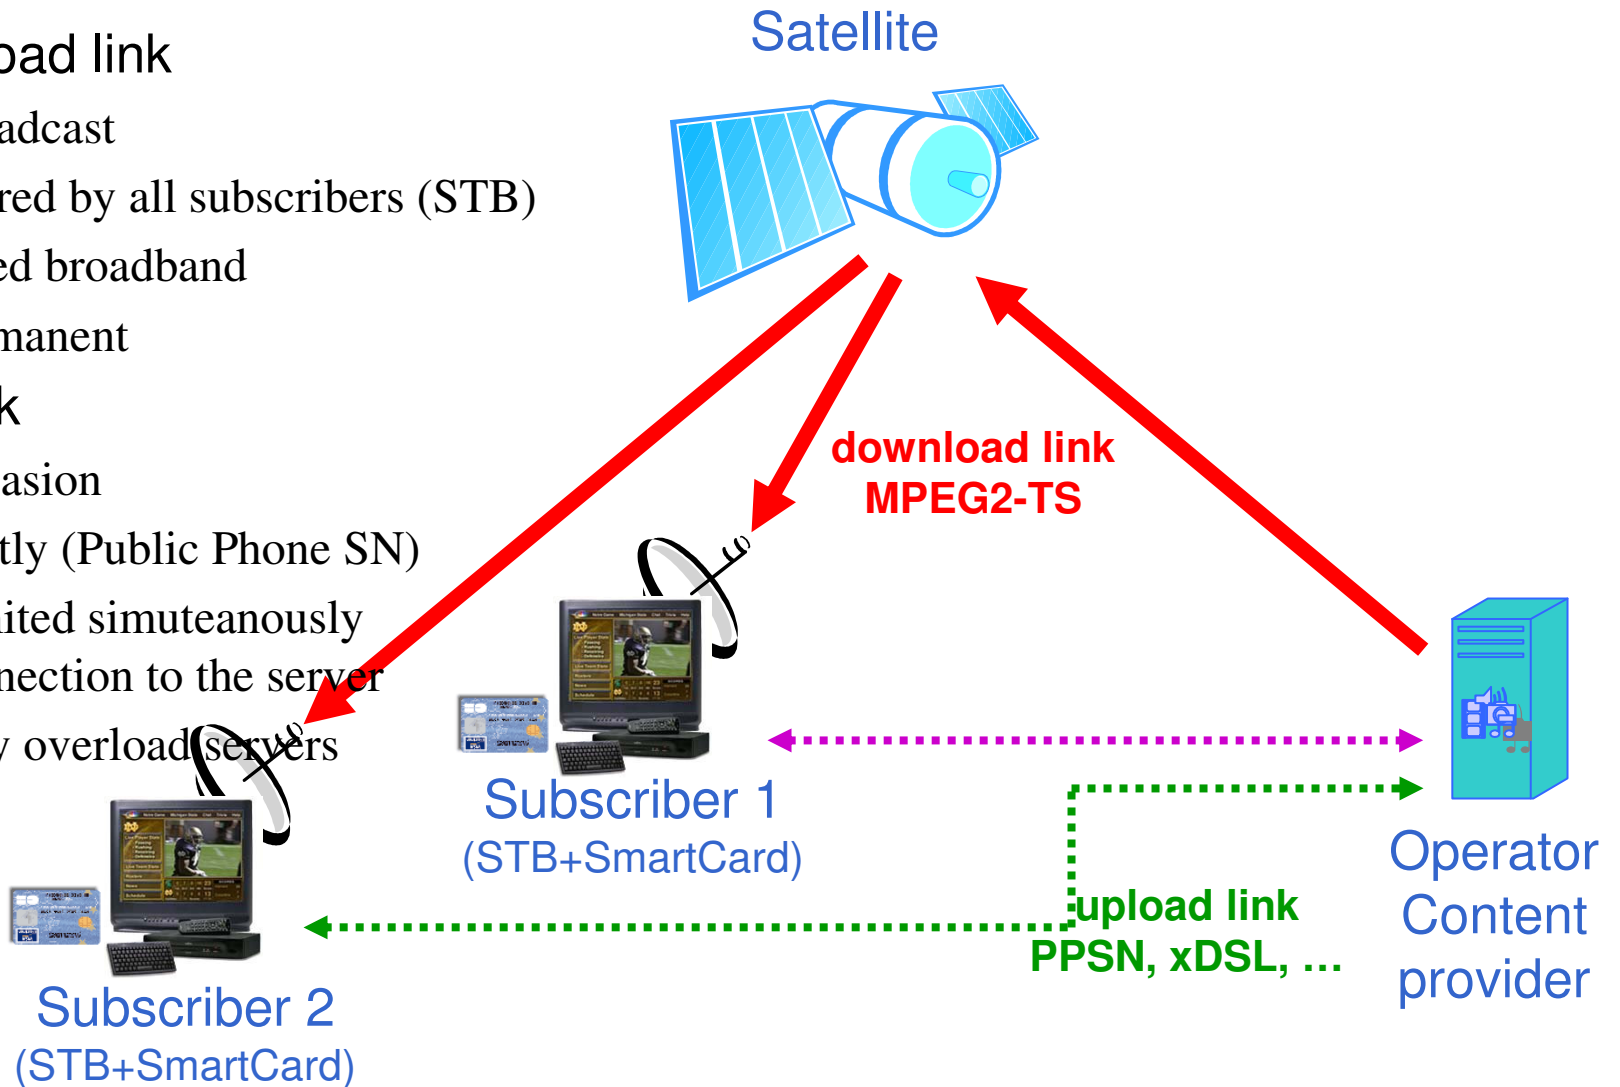 Satellite
oad link
adcast
red by all subscribers (STB)
ed broadband
manent
k
asion
tly (Public Phone SN)
ited simuteanously
nection to the server
y overload servers
download link
MPEG2-TS
Subscriber 1
(STB+SmartCard)
upload link
PPSN, xDSL, …
Operator
Content
provider
Subscriber 2
(STB+SmartCard)